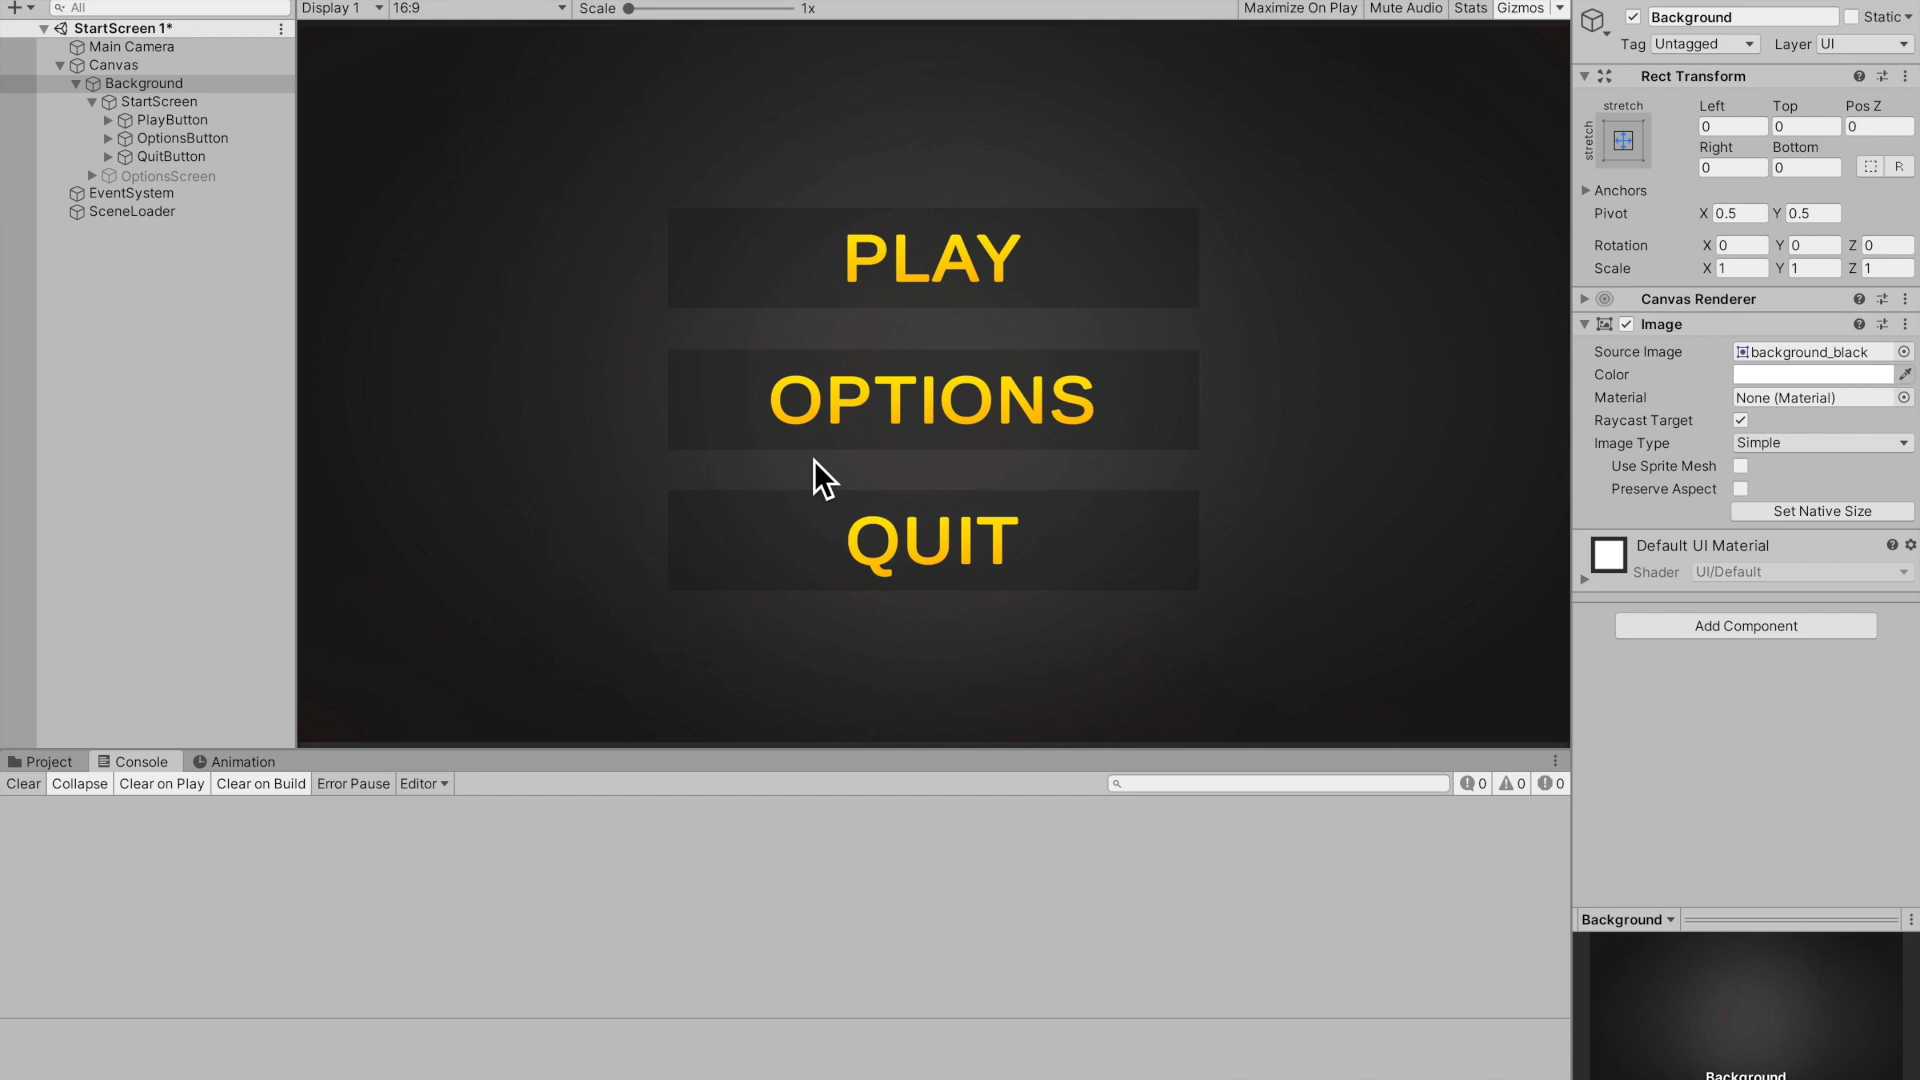 All
StartScreen 1*
Main Camera
Canvas
Background
StartScreen
PlayButton
OptionsButton
QuitButton
OptionsScreen
EventSystem
SceneLoader
Display 1
16:9
Scale
1x
Maximize On Play
Mute Audio
Stats
Gizmos
PLAY
OPTIONS
QUIT
Background
Static
Tag
Untagged
Layer
UI
Rect Transform
stretch
stretch
Left
Top
Pos Z
0
0
0
Right
Bottom
0
0
R
Anchors
Pivot
X 0.5
Y 0.5
Rotation
X 0
Y 0
Z 0
Scale
X 1
Y 1
Z 1
Canvas Renderer
Image
Source Image
background_black
Color
Material
None (Material)
Raycast Target
Image Type
Simple
Use Sprite Mesh
Preserve Aspect
Set Native Size
Default UI Material
Shader
UI/Default
Add Component
Project
Console
Animation
Clear
Collapse
Clear on Play
Clear on Build
Error Pause
Editor
0
0
0
Background
Background